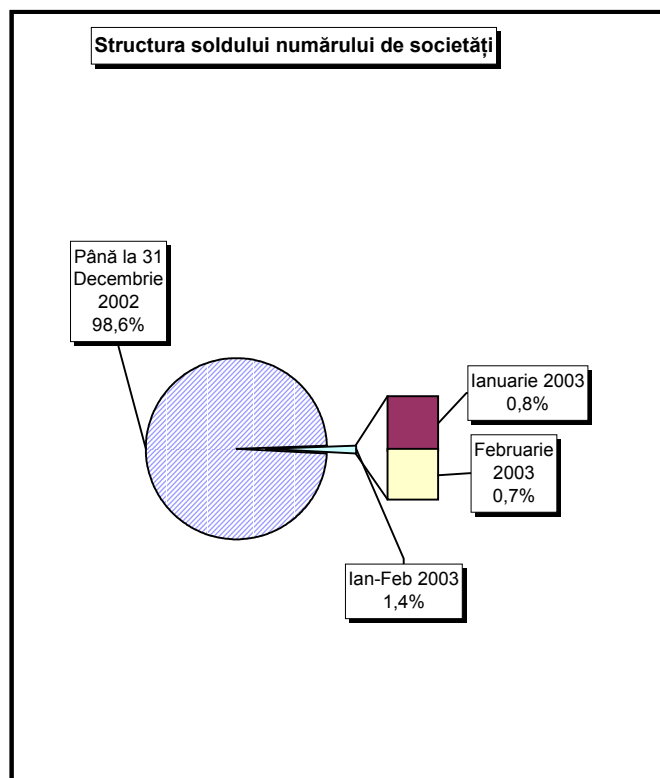 Structura soldului numărului de societăți
Până la 31
Decembrie
2002
98,6%
Ianuarie 2003
0,8%
Februarie
2003
0,7%
Ian-Feb 2003
1,4%